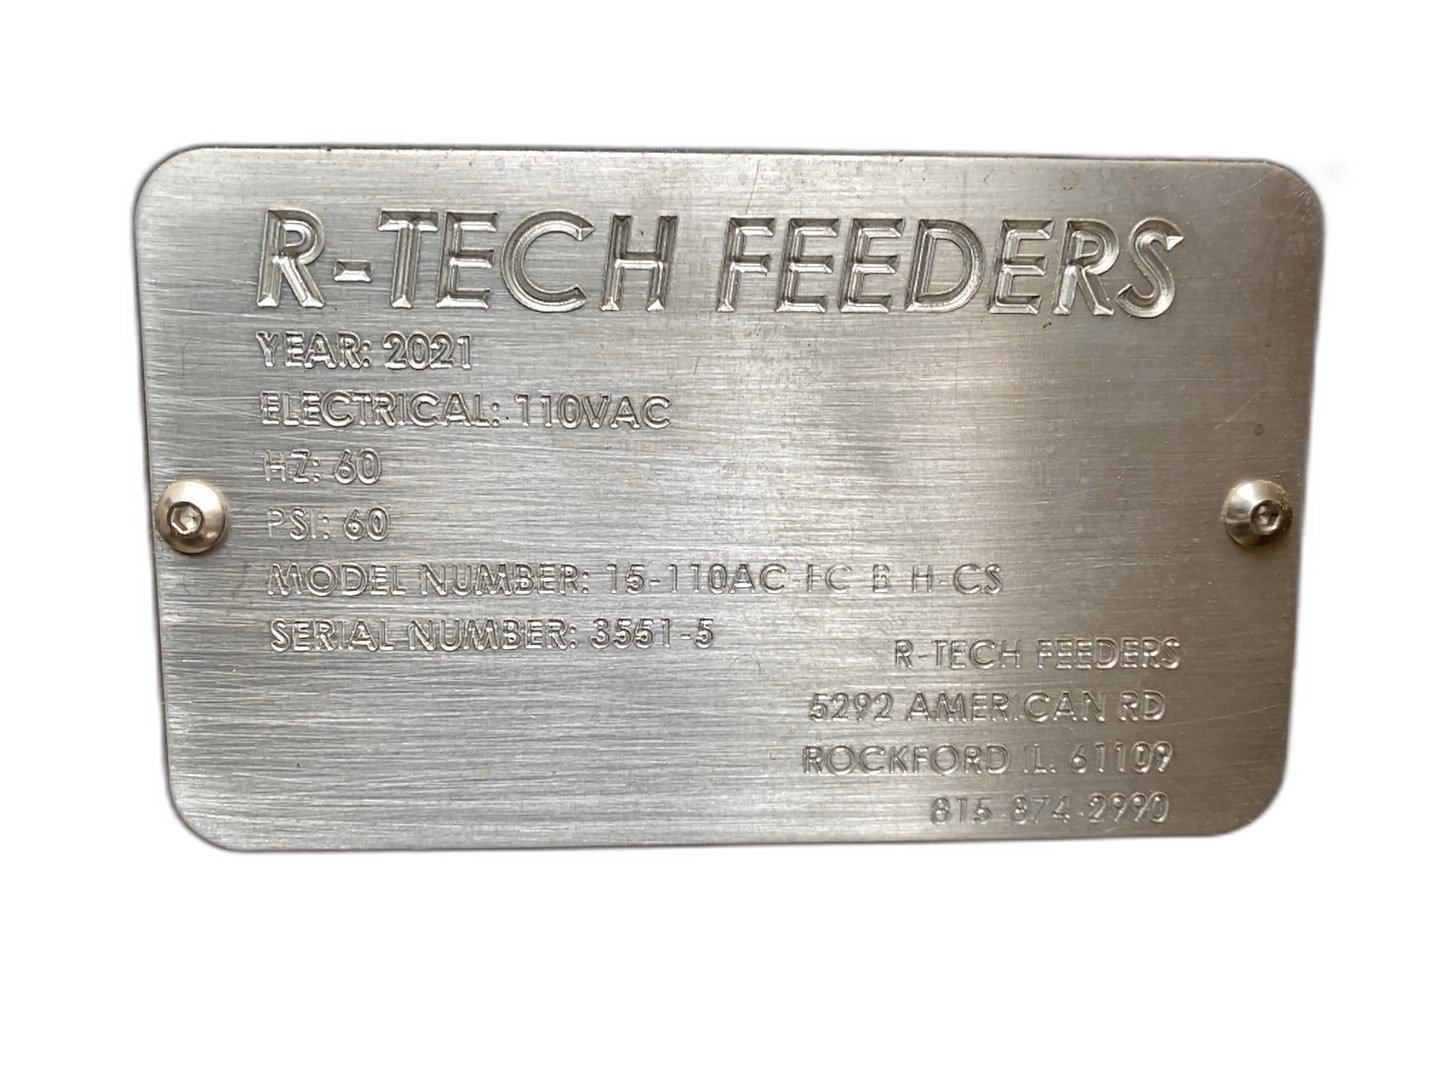 R-TECH FEEDERS
YEAR: 2021
ELECTRICAL: 110VAC
HZ: 60
PSI: 60
MODEL NUMBER: 15-110AC-FC-B-H-CS
SERIAL NUMBER: 3551-5
R-TECH FEEDERS
5292 AMERICAN RD
ROCKFORD IL. 61109
815-874-2990